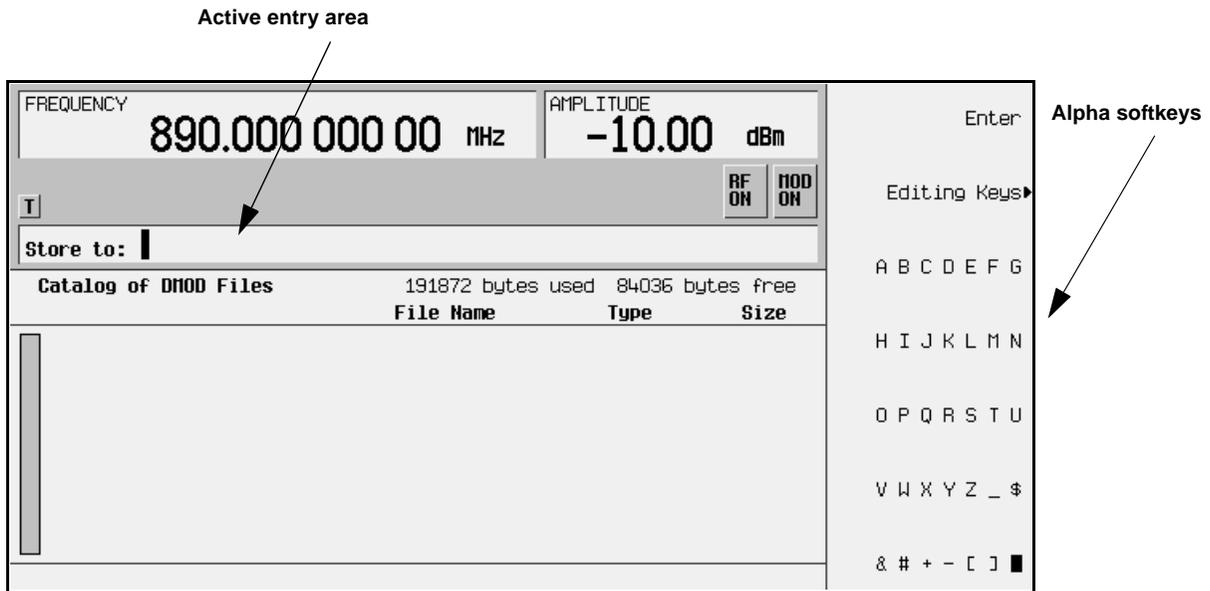 Active entry area
FREQUENCY
890.000 000 00 MHz
AMPLITUDE
-10.00 dBm
RF ON
MOD ON
T
Store to:
Catalog of DMOD Files 191872 bytes used 84036 bytes free
File Name Type Size
Enter
Editing Keys
A B C D E F G
H I J K L M N
O P Q R S T U
V W X Y Z _ $
& # + - [ ]
Alpha softkeys